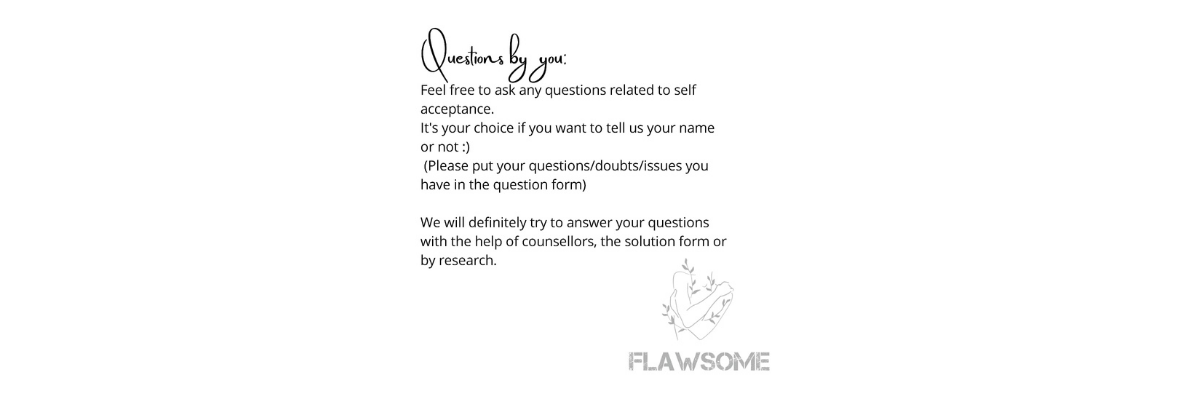 Questions by you:
Feel free to ask any questions related to self
acceptance.
It's your choice if you want to tell us your name
or not :)
(Please put your questions/doubts/issues you
have in the question form)
We will definitely try to answer your questions
with the help of counsellors, the solution form or
by research.
FLAWSOME